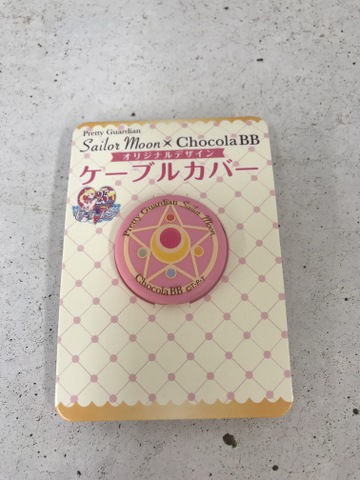 Pretty Guardian
Sailor Moon × Chocola BB
オリジナルデザイン
ケーブルカバー
25th
Pretty Guardian Sailor Moon
Chocola BB